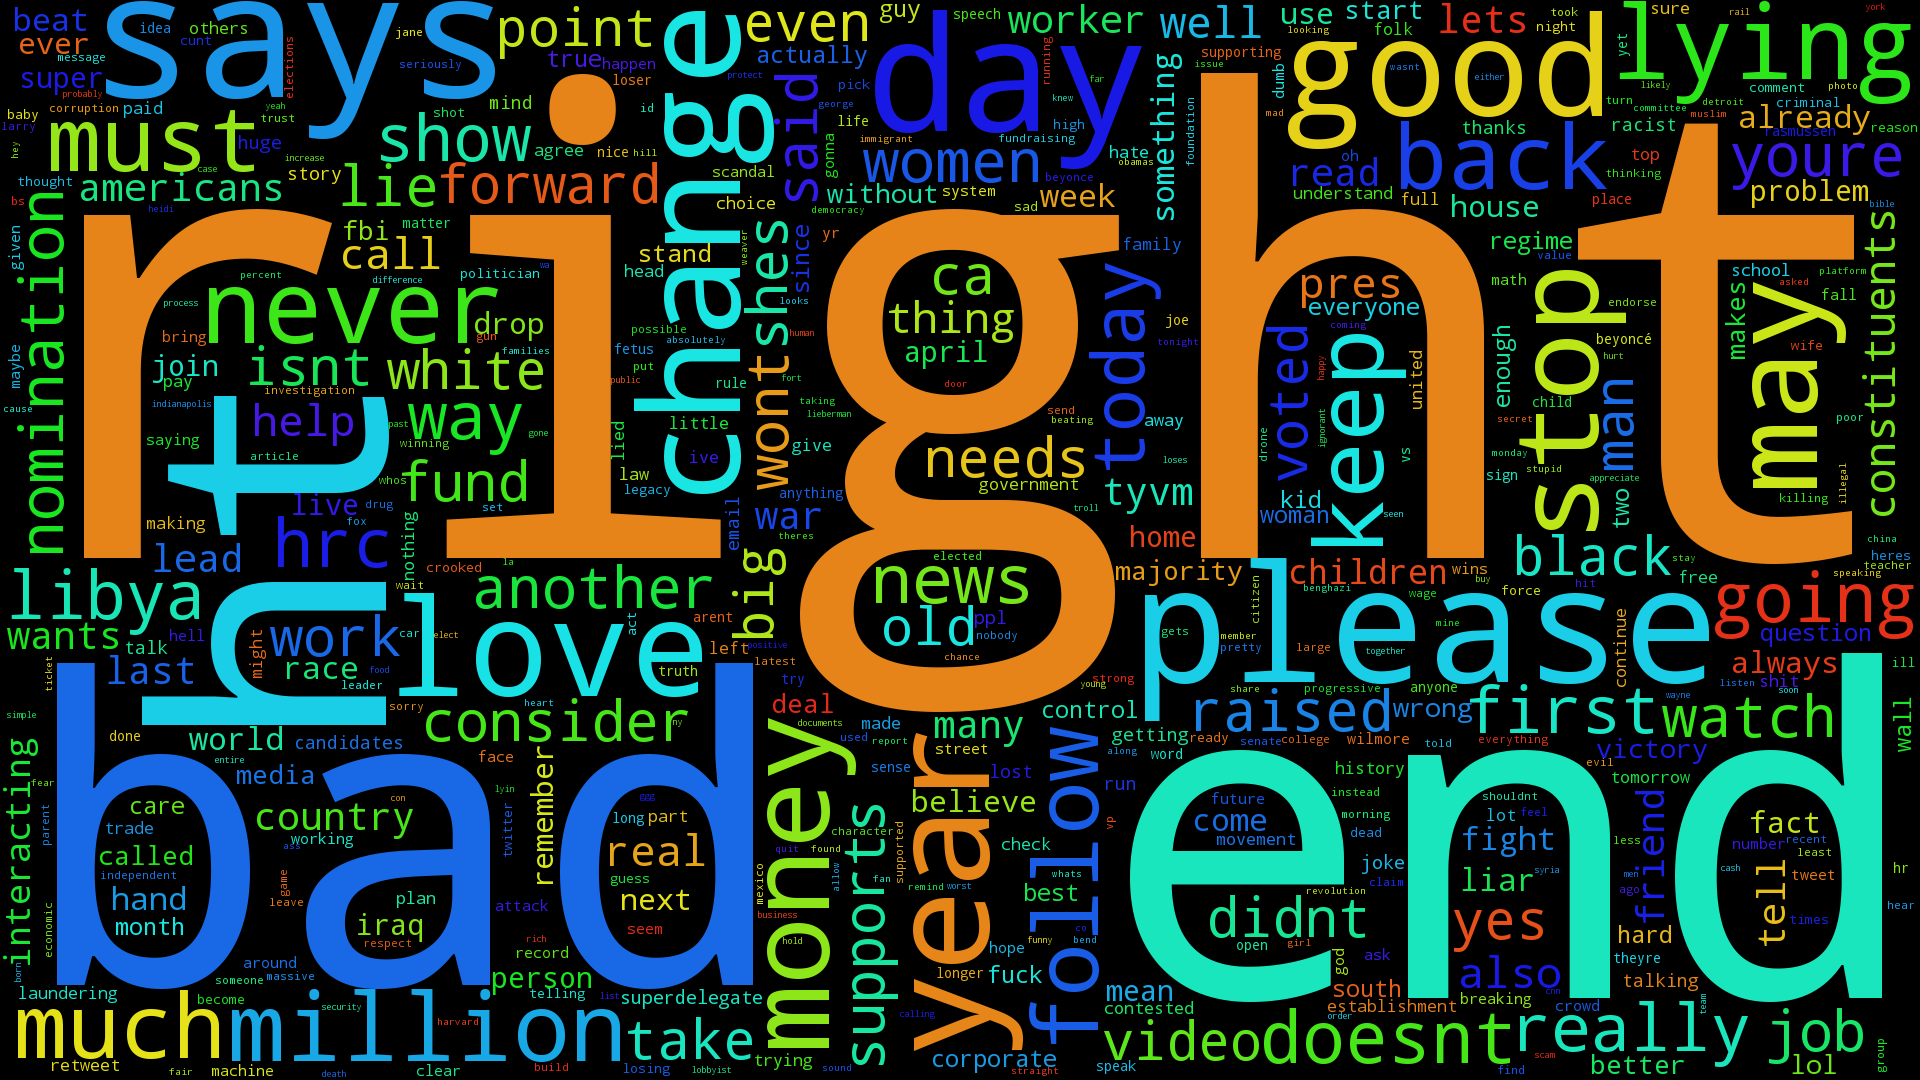 right
bad
end
says
day
good
lying
change
please
love
ut
stop
may
back
keep
today
year
follow
money
million
much
must
never
point
even
worker
well
use
start
lets
sure
guy
speech
beat
idea
others
jane
ever
cunt
message
super
true
happen
actually
supporting
folk
night
took
rail
york
yet
seriously
loser
protect
running
far
looking
wasnt
either
likely
photo
probably
elections
baby
corruption
paid
yeah
trust
shot
mind
id
pick
george
life
knew
high
issue
mad
dumb
turn
comment
committee
detroit
criminal
muslim
already
larry
hey
huge
show
agree
nice
hill
gonna
said
immigrant
fundraising
hate
obamas
foundation
something
thanks
racist
rasmussen
reason
increase
case
story
scandal
women
beyonce
oh
read
top
thinking
youre
thought
americans
lie
forward
choice
without
system
week
family
understand
full
place
problem
bible
bs
given
heidi
matter
fbi
call
stand
democracy
sad
yr
house
regime
value
nomination
percent
politician
wa
head
weaver
since
shes
wont
looks
human
school
platform
asked
fall
constituents
difference
process
bring
drop
gun
families
possible
absolutely
fetus
put
public
ca
thing
april
door
joe
tonight
pres
everyone
coming
math
endorse
beyoncé
hurt
makes
wife
maybe
join
isnt
white
pay
investigation
rule
fort
taking
lieberman
send
beating
away
voted
happy
united
enough
child
secret
man
poor
cause
indianapolis
help
way
past
winning
gone
lied
little
give
loses
ignorant
drone
vs
monday
stupid
appreciate
illegal
saying
article
whos
fund
law
ive
legacy
anything
needs
government
troll
tyvm
kid
sign
two
killing
making
live
drug
fox
set
nothing
email
war
theres
home
woman
seen
china
lead
hrc
crooked
la
elected
news
majority
children
wins
buy
black
stay
free
heres
teacher
speaking
libya
wait
another
big
old
ppl
nobody
chance
citizen
benghazi
wage
force
going
wants
talk
hell
might
work
car
select
act
arent
left
positive
gets
member
pretty
large
together
mine
continue
question
last
race
leader
food
truth
latest
try
young
strong
share
progressive
anyone
always
listen
shit
soon
ill
ticket
simple
sorry
heart
consider
ny
deal
documents
many
control
raised
wrong
first
wayne
watch
wall
done
world
entire
candidates
face
remember
made
used
report
street
getting
along
word
ready
senate
college
wilmore
told
everything
victory
evil
interacting
fear
media
sense
lost
run
history
instead
tomorrow
care
con
country
trade
parent
working
called
independent
ass
lyin
twitter
ggg
long
part
real
guess
character
quit
found
allow
fan
supports
supported
believe
check
vp
future
come
movement
morning
dead
joke
claim
shouldnt
lot
feel
fight
less
friend
fact
number
recent
least
men
ago
cash
tweet
tell
times
hr
hear
hand
month
economic
game
leave
plan
iraq
respect
attack
rich
next
seem
mexico
business
hold
remind
worst
best
whats
revolution
liar
syria
didnt
open
girl
yes
hard
theyre
born
around
someone
massive
person
record
co
funny
bend
hope
longer
fuck
god
ask
also
cnn
talking
laundering
become
security
telling
list
superdelegate
calling
mean
contested
order
south
establishment
breaking
crowd
team
harvard
take
trying
corporate
straight
video
doesnt
really
scam
job
group
retweet
fair
machine
death
clear
losing
build
lobbyist
sound
speak
find
better
lol